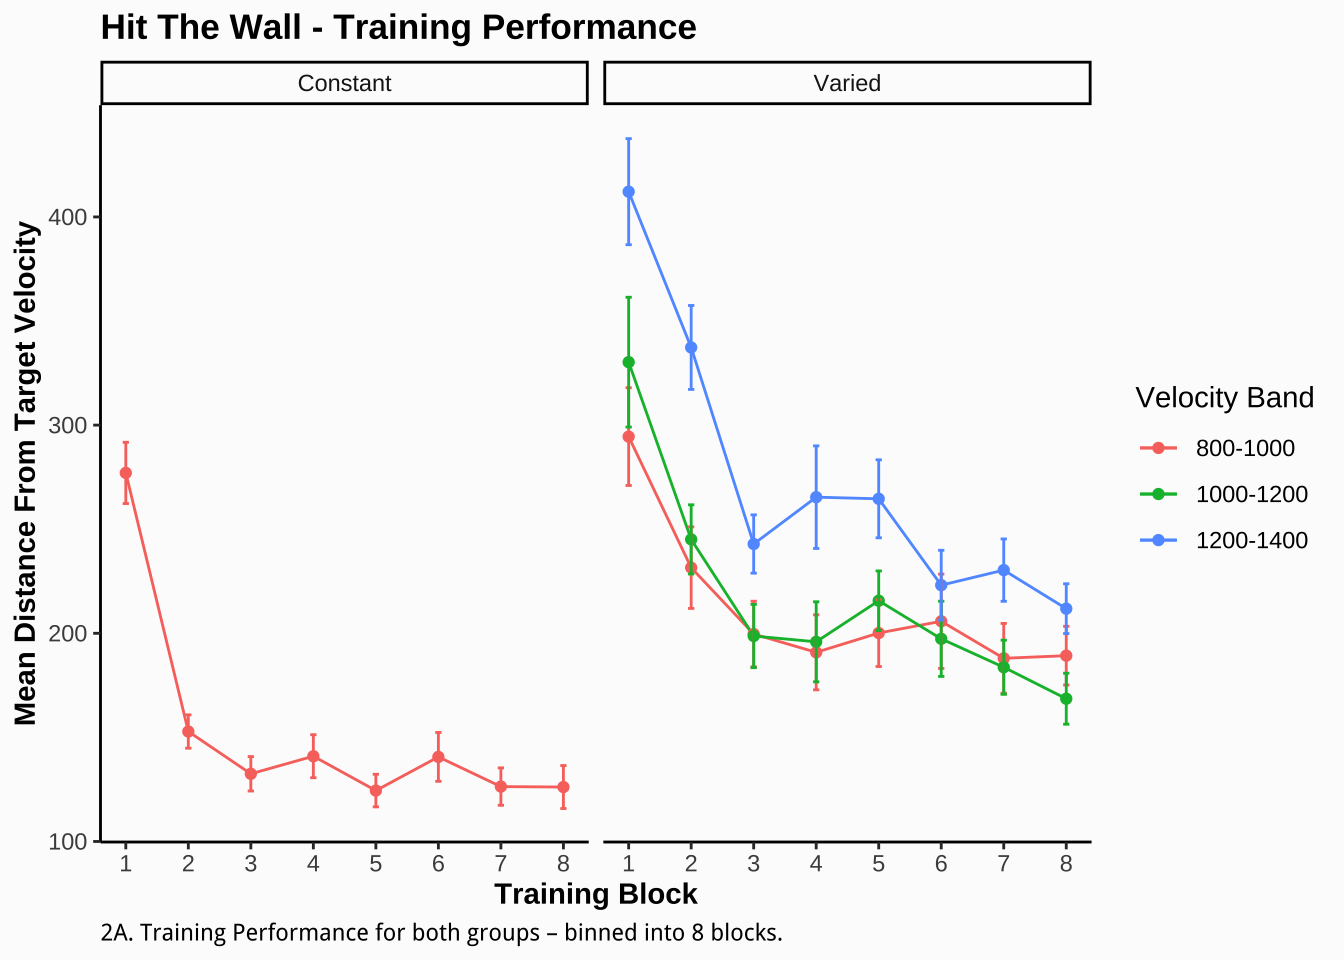 Hit The Wall - Training Performance
Constant
Varied
Mean Distance From Target Velocity
400
300
200
100
1 2 3 4 5 6 7 8
1 2 3 4 5 6 7 8
Training Block
Velocity Band
800-1000
1000-1200
1200-1400
2A. Training Performance for both groups – binned into 8 blocks.